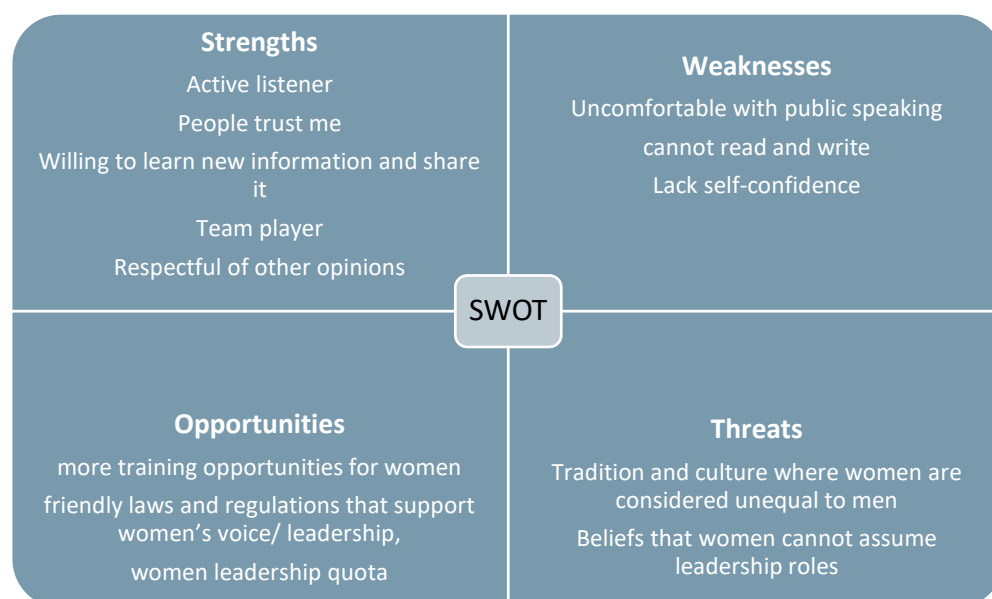 Strengths
Active listener
People trust me
Willing to learn new information and share
it
Team player
Respectful of other opinions
Weaknesses
Uncomfortable with public speaking
cannot read and write
Lack self-confidence
SWOT
Opportunities
more training opportunities for women
friendly laws and regulations that support
women’s voice/ leadership,
women leadership quota
Threats
Tradition and culture where women are
considered unequal to men
Beliefs that women cannot assume
leadership roles